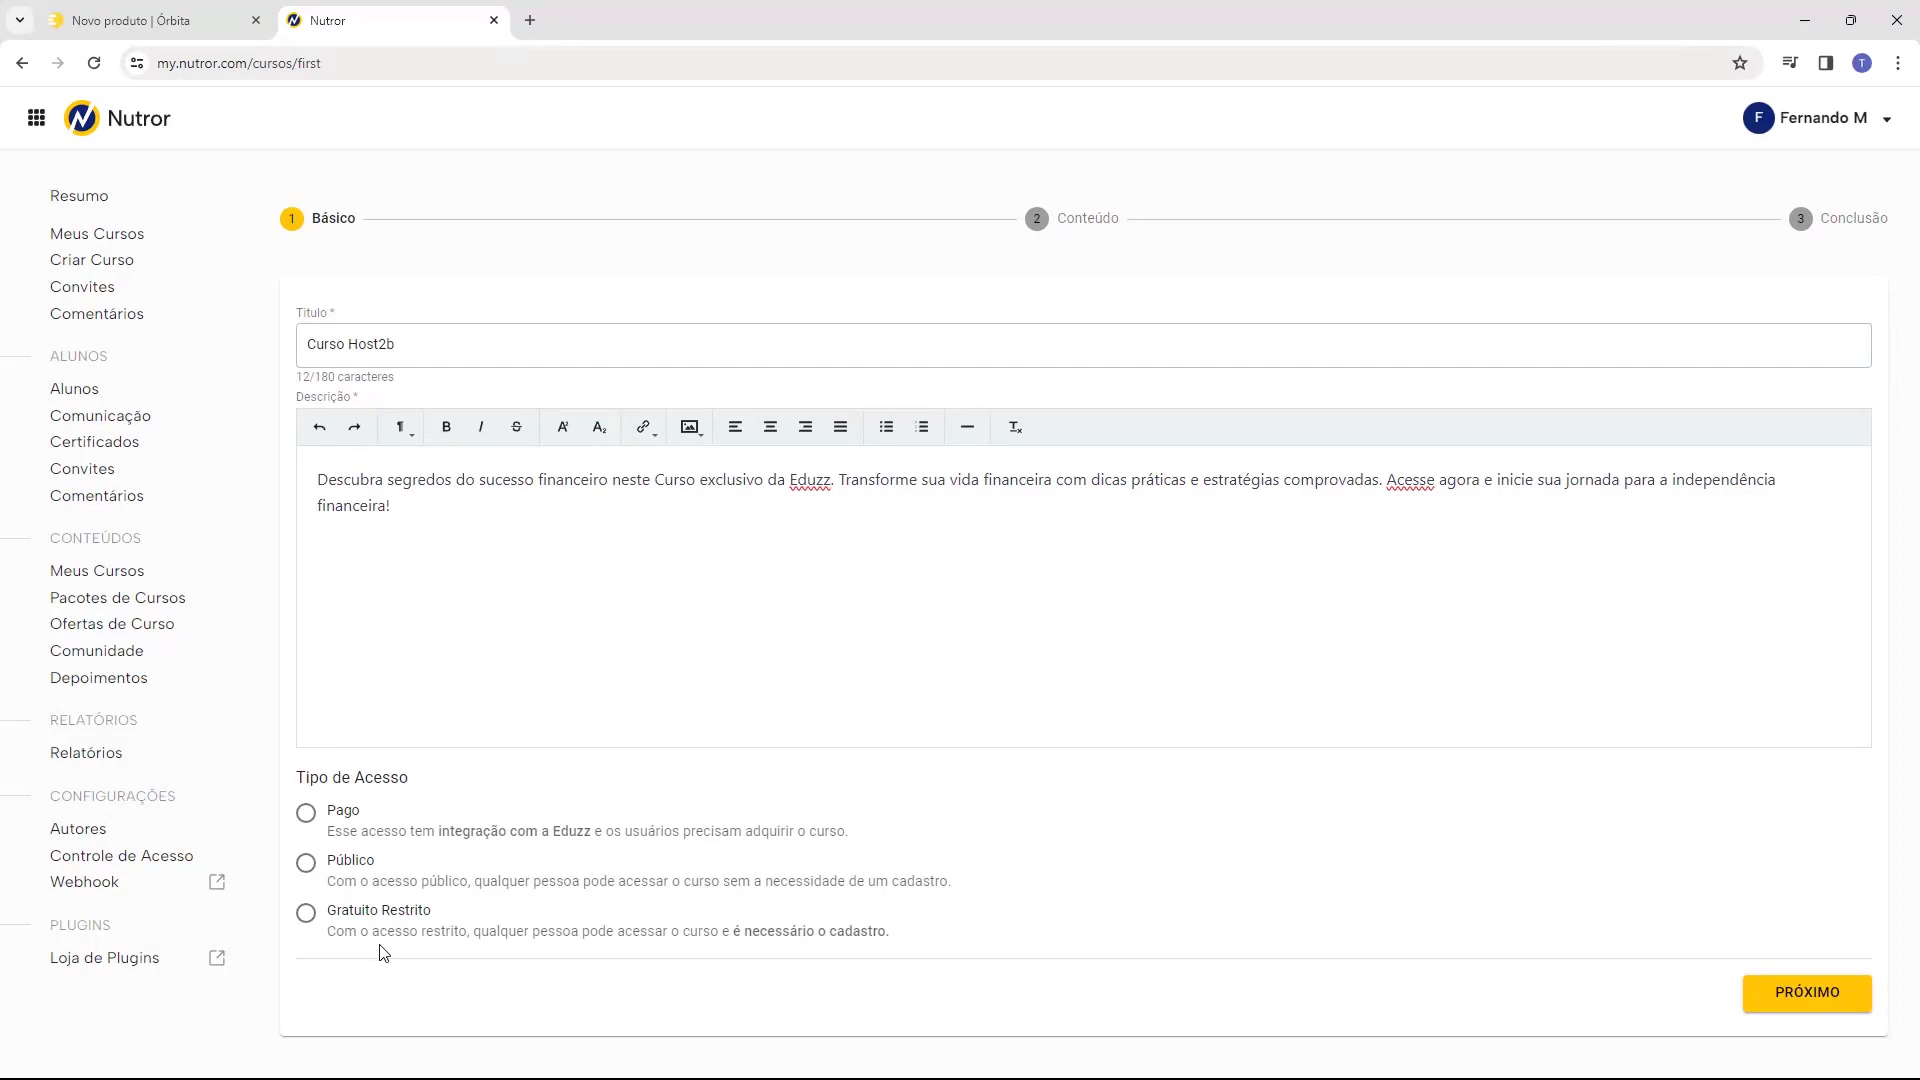 Novo produto | Órbita
Nutror
my.nutror.com/cursos/first
T
Nutror
F
Fernando M
Resumo
Meus Cursos
Criar Curso
Convites
Comentários
ALUNOS
Alunos
Comunicação
Certificados
Convites
Comentários
CONTEÚDOS
Meus Cursos
Pacotes de Cursos
Ofertas de Curso
Comunidade
Depoimentos
RELATÓRIOS
Relatórios
CONFIGURAÇÕES
Autores
Controle de Acesso
Webhook
PLUGINS
Loja de Plugins
1 Básico
2 Conteúdo
3 Conclusão
Título *
Curso Host2b
12/180 caracteres
Descrição *
Descubra segredos do sucesso financeiro neste Curso exclusivo da Eduzz. Transforme sua vida financeira com dicas práticas e estratégias comprovadas. Acesse agora e inicie sua jornada para a independência
financeira!
Tipo de Acesso
Pago
Esse acesso tem integração com a Eduzz e os usuários precisam adquirir o curso.
Público
Com o acesso público, qualquer pessoa pode acessar o curso sem a necessidade de um cadastro.
Gratuito Restrito
Com o acesso restrito, qualquer pessoa pode acessar o curso e é necessário o cadastro.
PRÓXIMO